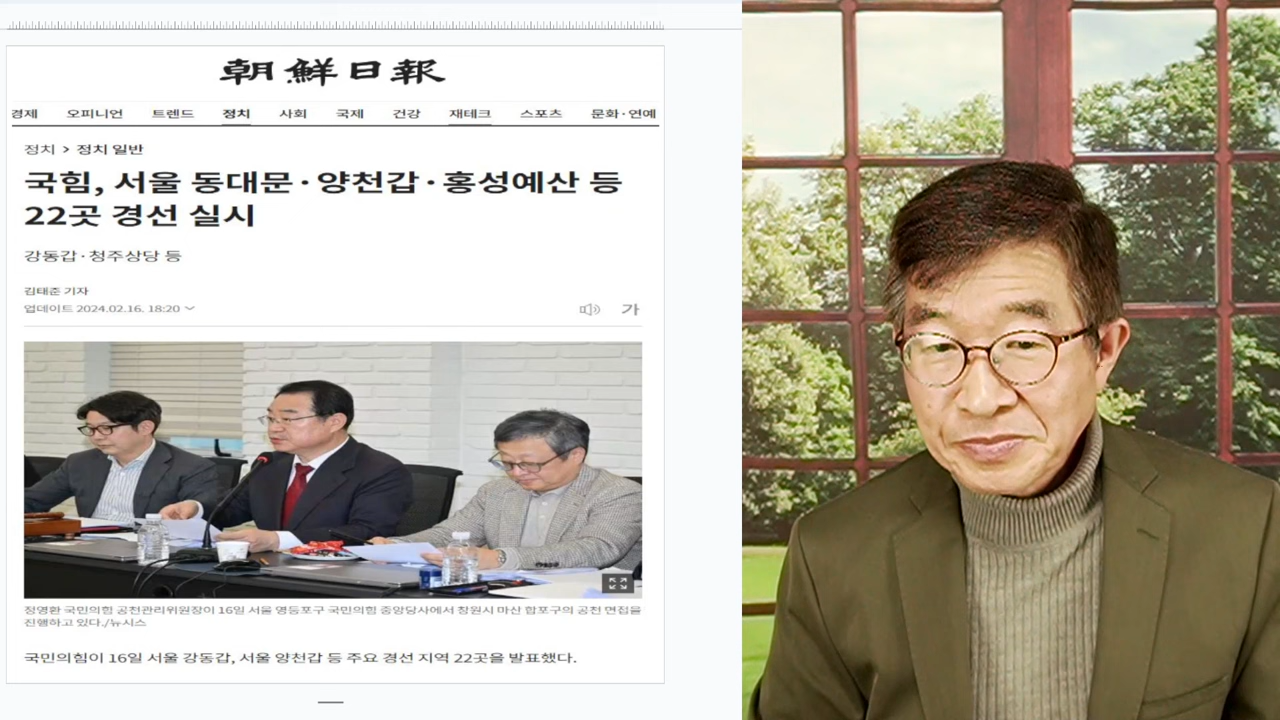 朝鮮日報
경제 오피니언 트렌드 정치 사회 국제 건강 재테크 스포츠 문화·연예
정치 > 정치 일반
국힘, 서울 동대문·양천갑·홍성예산 등
22곳 경선 실시
강동갑·청주상당 등
김태준 기자
업데이트 2024.02.16. 18:20
가
정영환 국민의힘 공천관리위원장이 16일 서울 영등포구 국민의힘 중앙당사에서 창원시 마산 합포구의 공천 면접을
진행하고 있다./뉴시스
국민의힘이 16일 서울 강동갑, 서울 양천갑 등 주요 경선 지역 22곳을 발표했다.